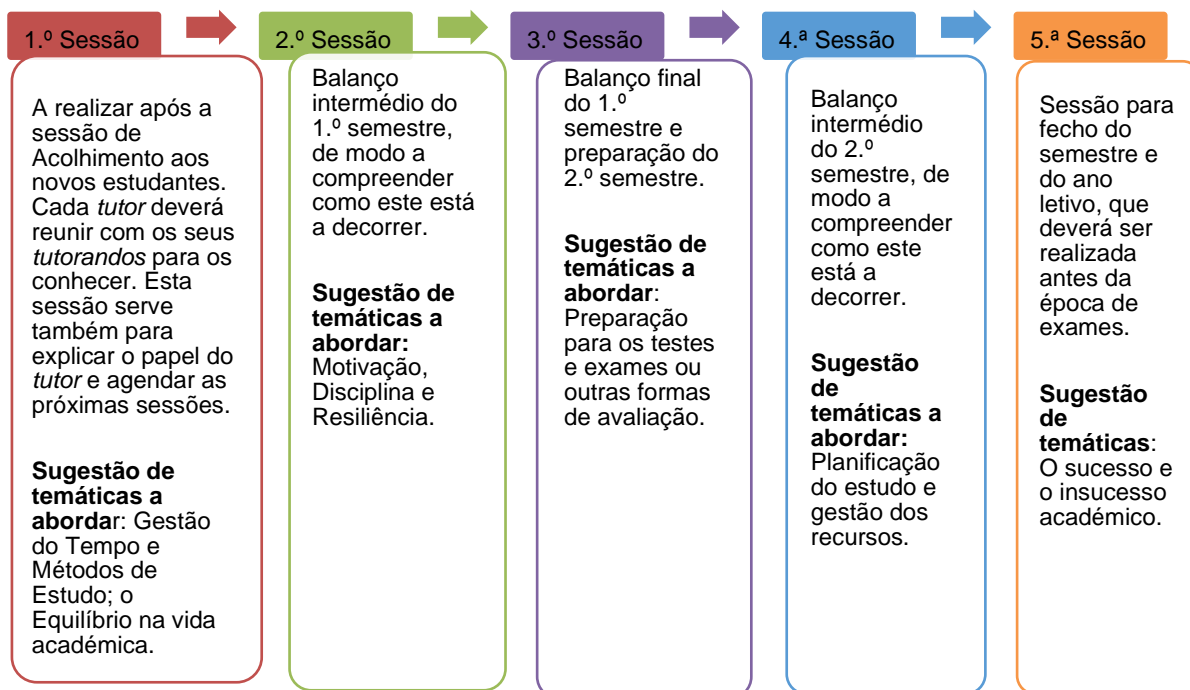 1.º Sessão
A realizar após a
sessão de
Acolhimento aos
novos estudantes.
Cada tutor deverá
reunir com os seus
tutorandos para os
conhecer. Esta
sessão serve
também para
explicar o papel do
tutor e agendar as
próximas sessões.
Sugestão de
temáticas a
abordar: Gestão
do Tempo e
Métodos de
Estudo; o
Equilíbrio na vida
académica.
2.º Sessão
Balanço
intermédio do
1.º semestre,
de modo a
compreender
como este está
a decorrer.
Sugestão de
temáticas a
abordar:
Motivação,
Disciplina e
Resiliência.
3.º Sessão
Balanço final
do 1.º
semestre e
preparação do
2.º semestre.
Sugestão de
temáticas a
abordar:
Preparação
para os testes
e exames ou
outras formas
de avaliação.
4.ª Sessão
Balanço
intermédio
do 2.º
semestre, de
modo a
compreender
como este
está a
decorrer.
Sugestão
de
temáticas a
abordar:
Planificação
do estudo e
gestão dos
recursos.
5.ª Sessão
Sessão para
fecho do
semestre e
do ano
letivo, que
deverá ser
realizada
antes da
época de
exames.
Sugestão
de
temáticas:
O sucesso e
o insucesso
académico.